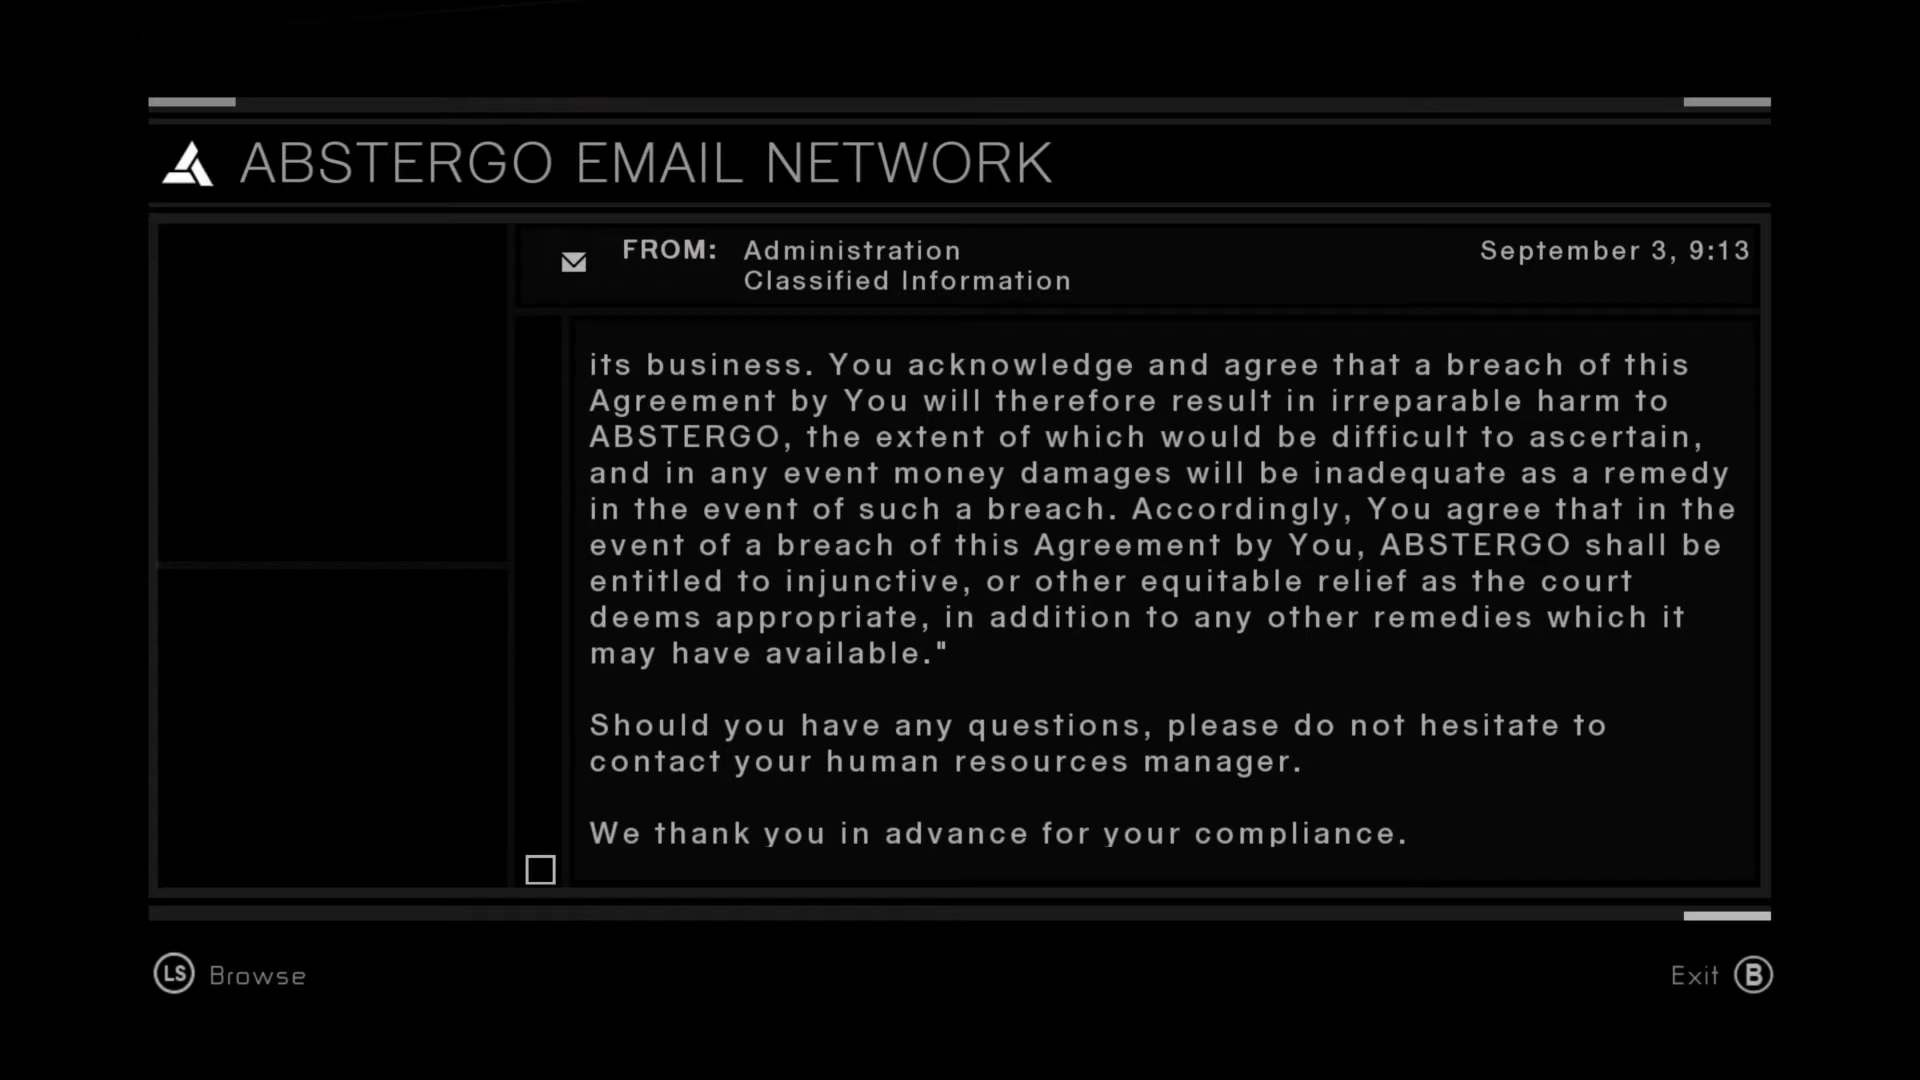 ABSTERGO EMAIL NETWORK
FROM: Administration
Classified Information
September 3, 9:13
its business. You acknowledge and agree that a breach of this
Agreement by You will therefore result in irreparable harm to
ABSTERGO, the extent of which would be difficult to ascertain,
and in any event money damages will be inadequate as a remedy
in the event of such a breach. Accordingly, You agree that in the
event of a breach of this Agreement by You, ABSTERGO shall be
entitled to injunctive, or other equitable relief as the court
deems appropriate, in addition to any other remedies which it
may have available."
Should you have any questions, please do not hesitate to
contact your human resources manager.
We thank you in advance for your compliance.
LS Browse
Exit B